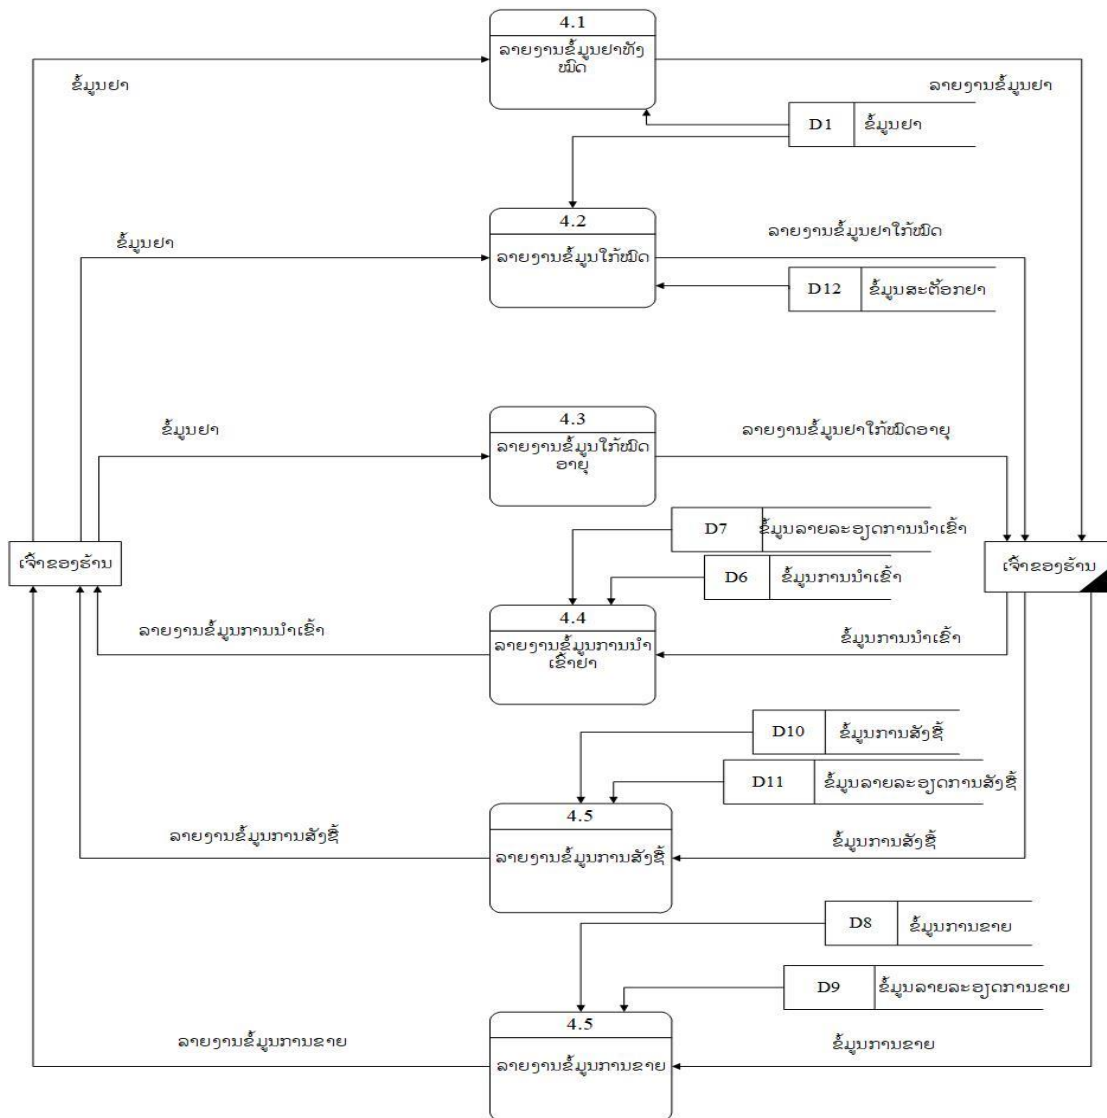 4.1
ລາຍງານຂໍ້ມູນຢາທັງ
ໝົດ
ຂໍ້ມູນຢາ
ລາຍງານຂໍ້ມູນຢາ
D1
ຂໍ້ມູນຢາ
4.2
ລາຍງານຂໍ້ມູນໃກ້ໝົດ
ຂໍ້ມູນຢາ
ລາຍງານຂໍ້ມູນຢາໃກ້ໝົດ
D12
ຂໍ້ມູນສະຕັອກຢາ
4.3
ລາຍງານຂໍ້ມູນໃກ້ໝົດ
ອາຍຸ
ຂໍ້ມູນຢາ
ລາຍງານຂໍ້ມູນຢາໃກ້ໝົດອາຍຸ
D7
ຂໍ້ມູນລາຍລະອຽດການນຳເຂົ້າ
ເຈົ້າຂອງຮ້ານ
ເຈົ້າຂອງຮ້ານ
D6
ຂໍ້ມູນການນຳເຂົ້າ
4.4
ລາຍງານຂໍ້ມູນການນຳ
ເຂົ້າຢາ
ລາຍງານຂໍ້ມູນການນຳເຂົ້າ
ຂໍ້ມູນການນຳເຂົ້າ
D10
ຂໍ້ມູນການສັ່ງຊື້
D11
ຂໍ້ມູນລາຍລະອຽດການສັ່ງຊື້
4.5
ລາຍງານຂໍ້ມູນການສັ່ງຊື້
ລາຍງານຂໍ້ມູນການສັ່ງຊື້
ຂໍ້ມູນການສັ່ງຊື້
D8
ຂໍ້ມູນການຂາຍ
D9
ຂໍ້ມູນລາຍລະອຽດການຂາຍ
4.5
ລາຍງານຂໍ້ມູນການຂາຍ
ລາຍງານຂໍ້ມູນການຂາຍ
ຂໍ້ມູນການຂາຍ